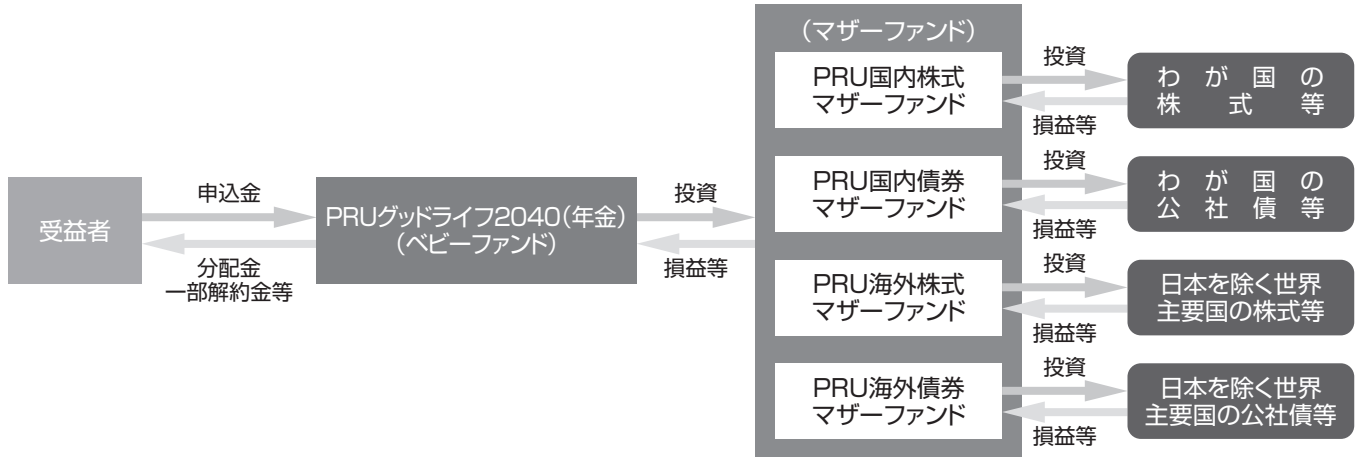 受益者
申込金
分配金
一部解約金等
PRUグッドライフ2040(年金)
(ベビーファンド)
投資
損益等
(マザーファンド)
PRU国内株式
マザーファンド
投資
損益等
わが国の
株式等
PRU国内債券
マザーファンド
投資
損益等
わが国の
公社債等
PRU海外株式
マザーファンド
投資
損益等
日本を除く世界
主要国の株式等
PRU海外債券
マザーファンド
投資
損益等
日本を除く世界
主要国の公社債等